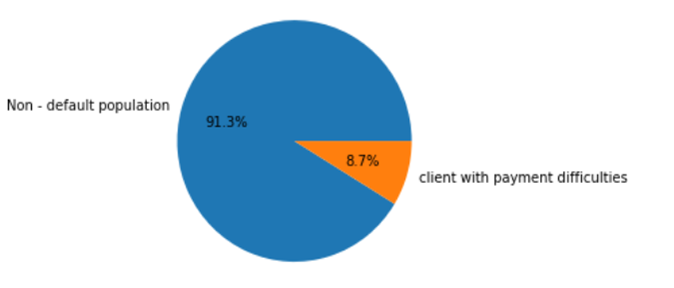 Non - default population
91.3%
8.7%
client with payment difficulties